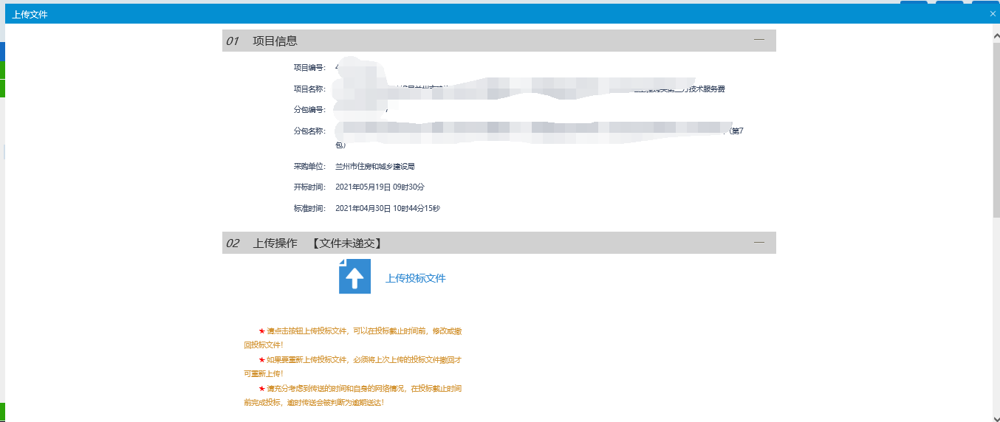 上传文件
01 项目信息
项目编号：
项目名称： 技术服务费
分包编号： 7
分包名称： （第7
包）
采购单位： 兰州市住房和城乡建设局
开标时间： 2021年05月19日 09时30分
标准时间： 2021年04月30日 10时44分15秒
02 上传操作 【文件未递交】
上传投标文件
★ 请点击按钮上传投标文件，可以在投标截止时间前，修改或撤
回投标文件！
★ 如果要重新上传投标文件，必须将上次上传的投标文件撤回才
可重新上传！
★ 请充分考虑到传送的时间和自身的网络情况，在投标截止时间
前完成投标，逾时传送会被判断为逾期送达！